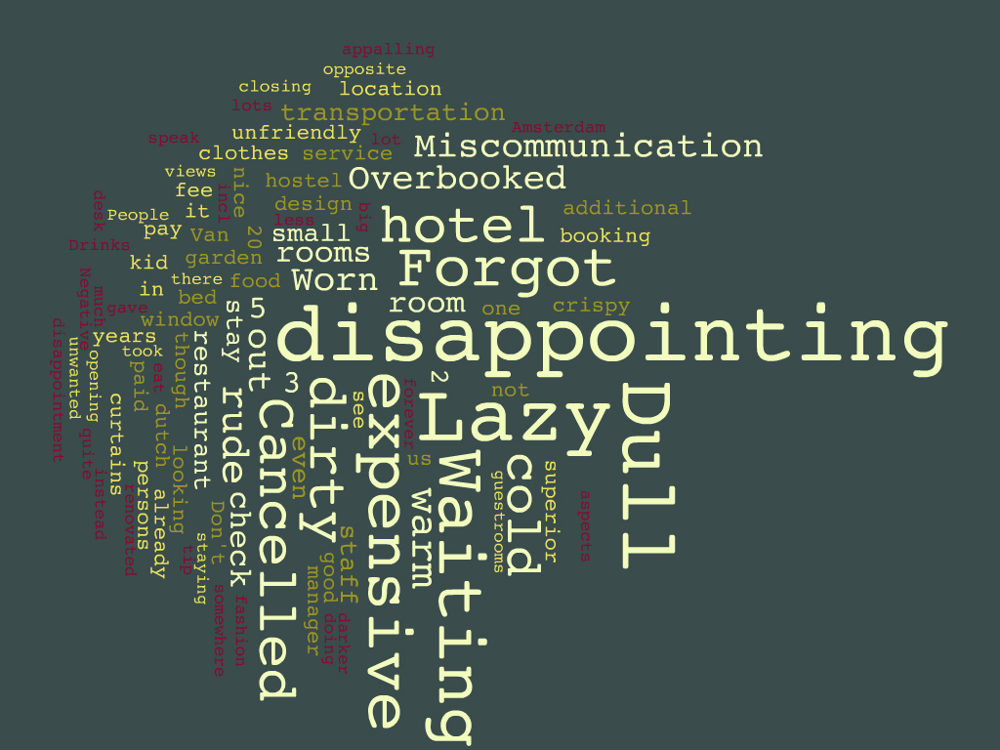 appalling
opposite
closing
location
lots
transportation
Amsterdam
unfriendly
speak
lot
Miscommunication
clothes
service
views
nice
hostel
Overbooked
fee
incl
desk
People
it
design
big
additional
less
hotel
pay
Van
20
small
booking
Drinks
garden
rooms
kid
Forgot
there
food
Worn
in
bed
Negative
much
gave
stay
5
room
one
crispy
window
out
disappointing
disappointment
unwanted
years
took
opening
though
restaurant
paid
eat
3
dirty
expensive
forever
2
not
Lazy
Dull
rude
see
Cancelled
curtains
dutch
quite
even
us
looking
Waiting
cold
superior
persons
instead
renovated
already
warm
guestrooms
aspects
check
Don't
staff
tip
staying
good
manager
somewhere
fashion
doing
darker